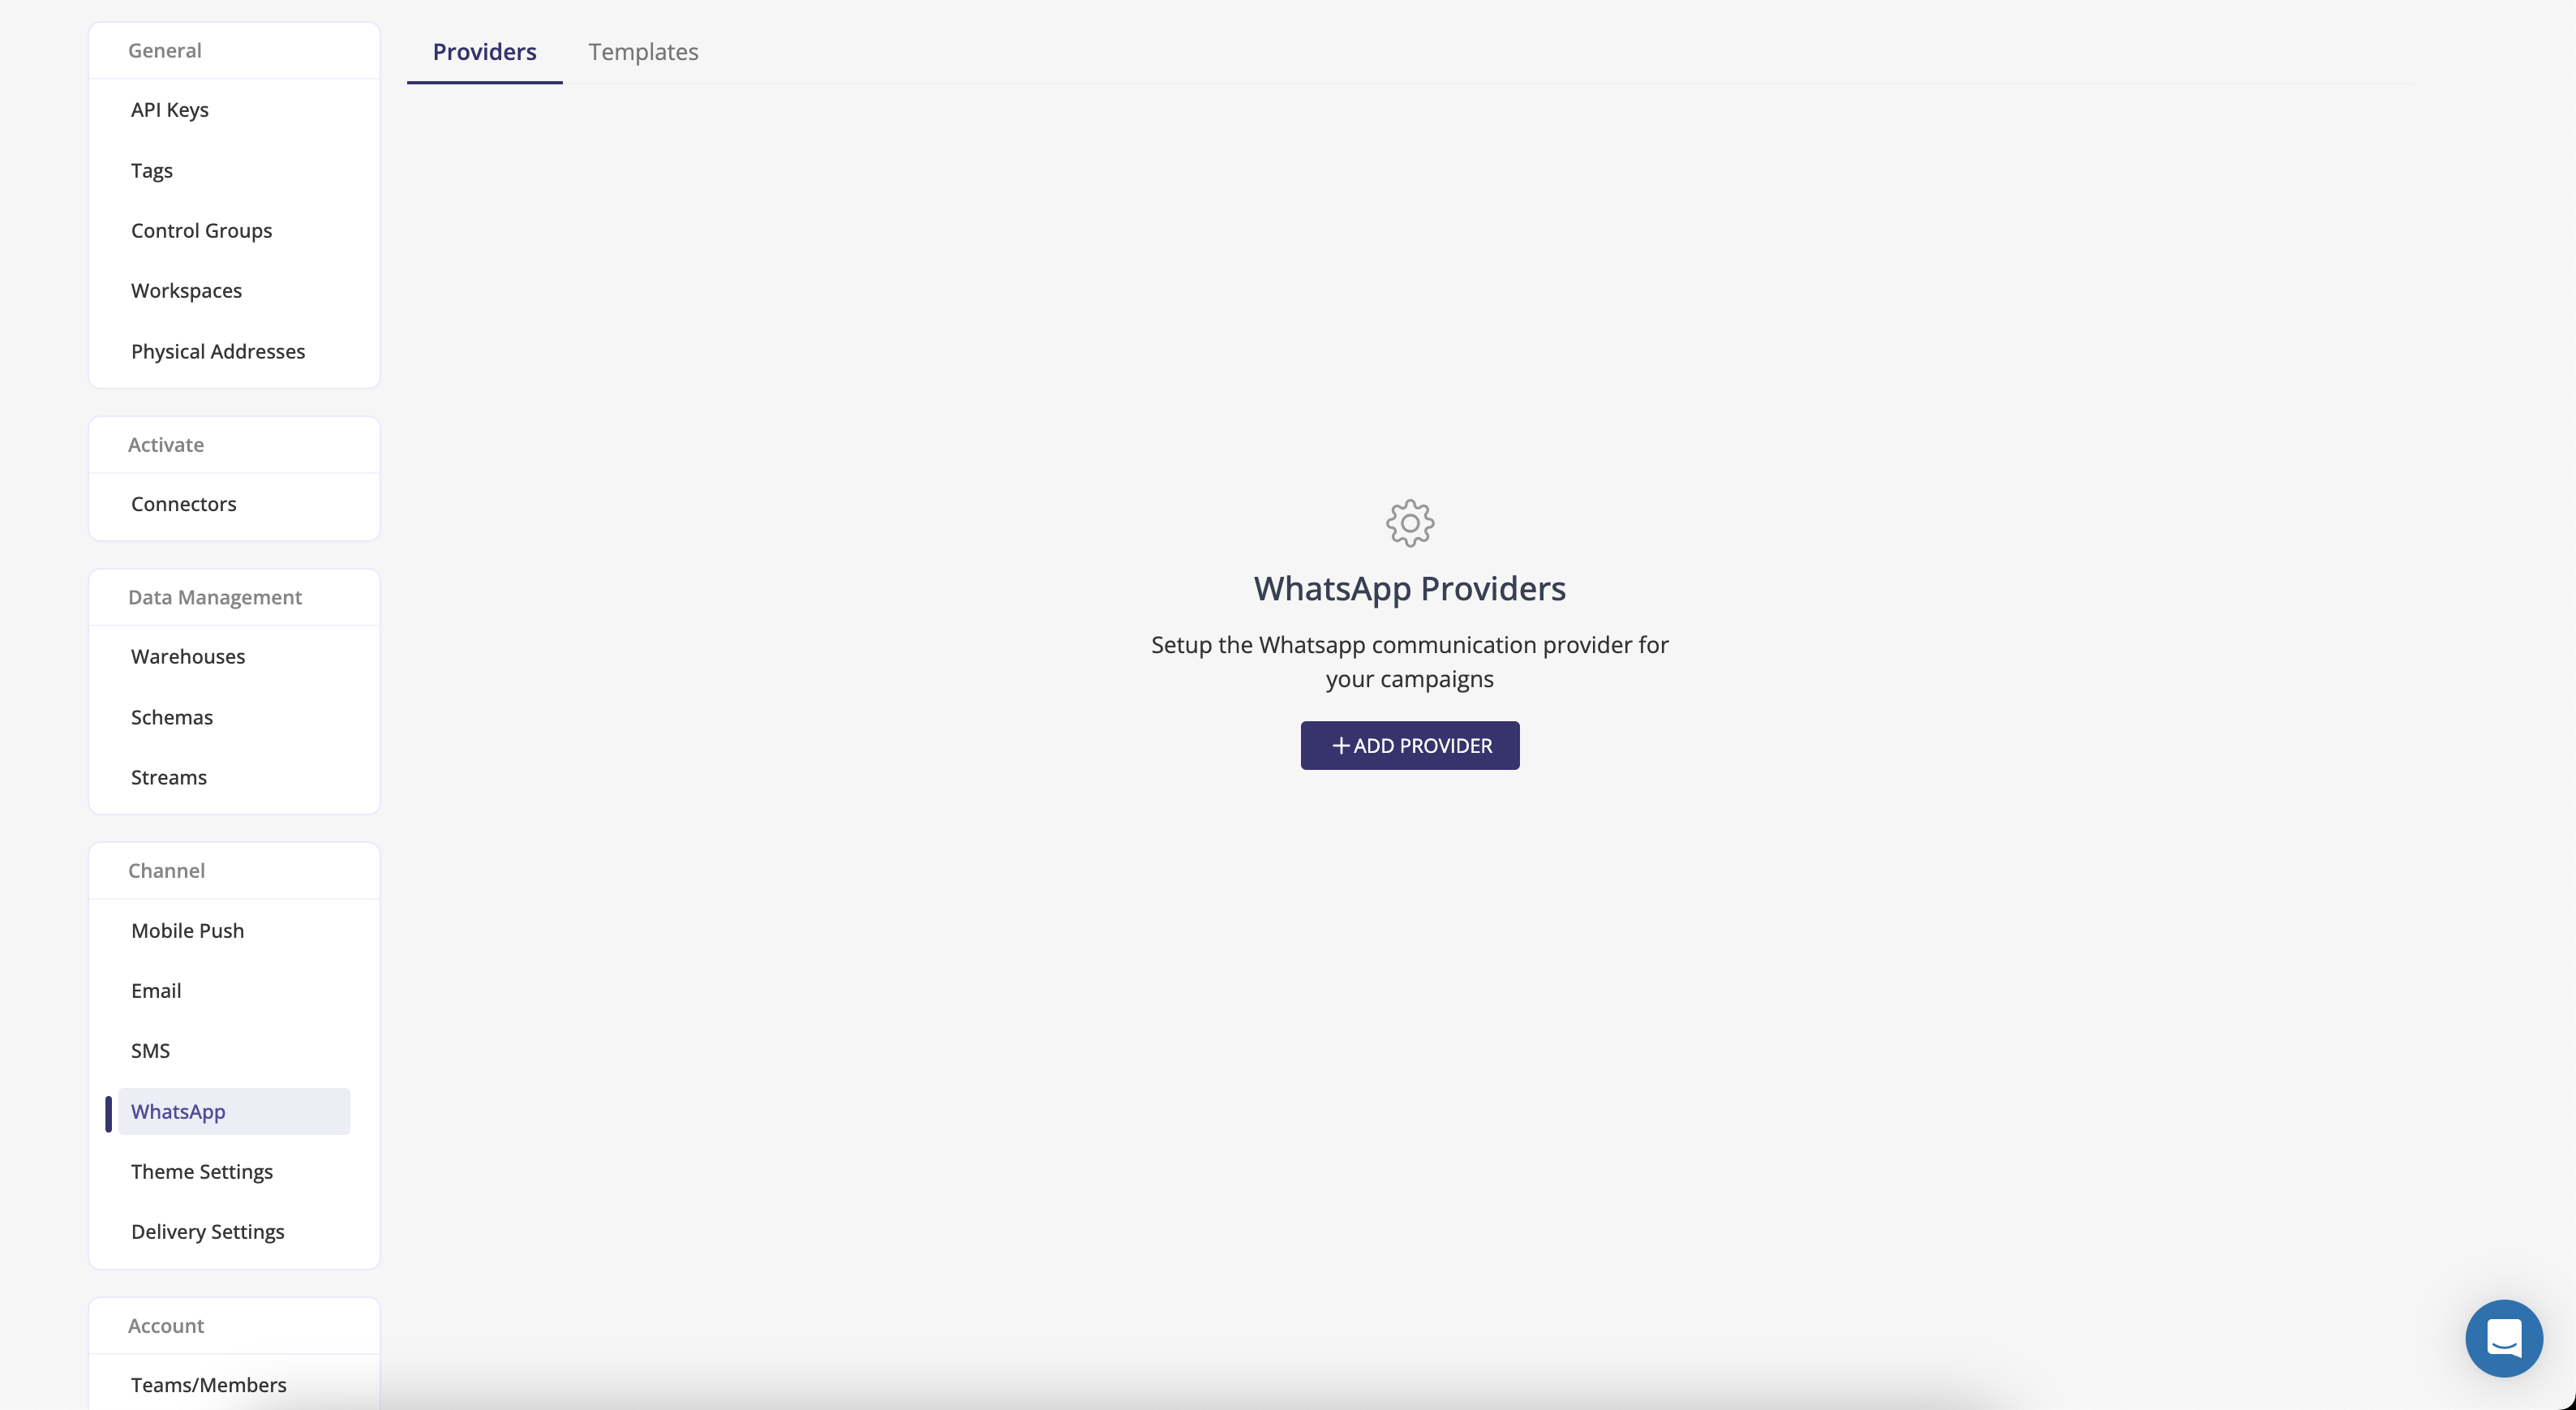 General
API Keys
Tags
Control Groups
Workspaces
Physical Addresses
Activate
Connectors
Data Management
Warehouses
Schemas
Streams
Channel
Mobile Push
Email
SMS
WhatsApp
Theme Settings
Delivery Settings
Account
Teams/Members
Providers
Templates
WhatsApp Providers
Setup the Whatsapp communication provider for
your campaigns
+ ADD PROVIDER